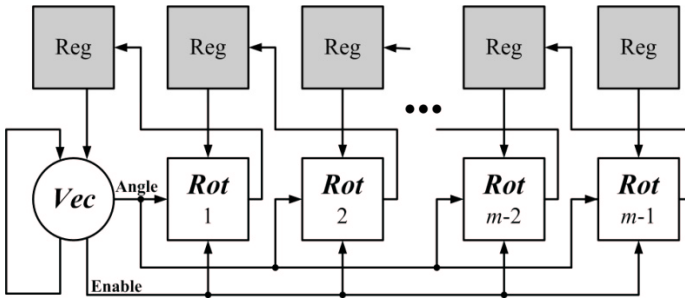 Reg Reg Reg Reg Reg
•••
Vec Angle Rot 1 Rot 2 Rot m-2 Rot m-1
Enable